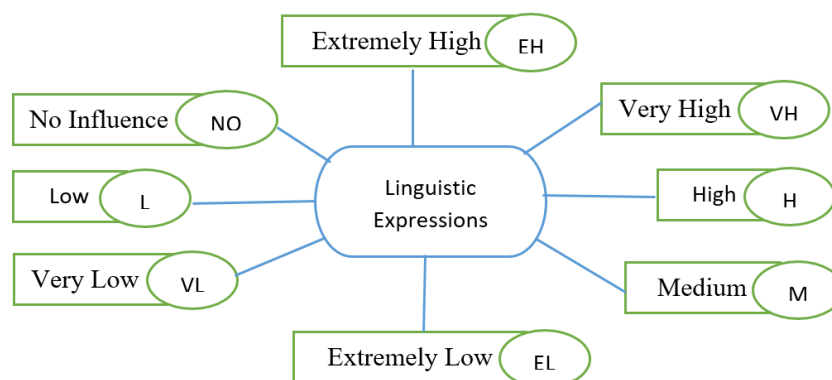 Extremely High EH
No Influence NO
Very High VH
Low L
Linguistic
Expressions
High H
Very Low VL
Medium M
Extremely Low EL